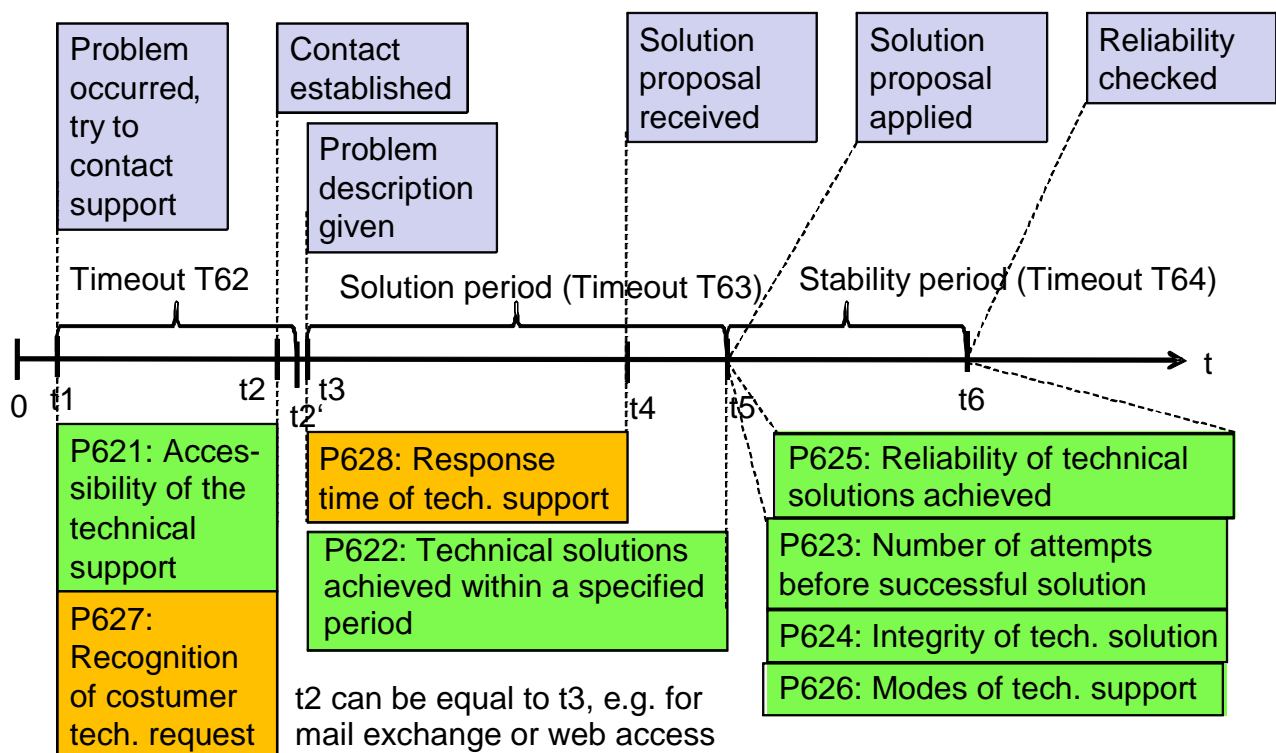 Problem
occurred,
try to
contact
support
Contact
established
Problem
description
given
Solution
proposal
received
Solution
proposal
applied
Reliability
checked
Timeout T62
Solution period (Timeout T63)
Stability period (Timeout T64)
0
t1
t2
t2‘
t3
t4
t5
t6
t
P621: Acces-
sibility of the
technical
support
P627:
Recognition
of costumer
tech. request
P628: Response
time of tech. support
P622: Technical solutions
achieved within a specified
period
t2 can be equal to t3, e.g. for
mail exchange or web access
P625: Reliability of technical
solutions achieved
P623: Number of attempts
before successful solution
P624: Integrity of tech. solution
P626: Modes of tech. support